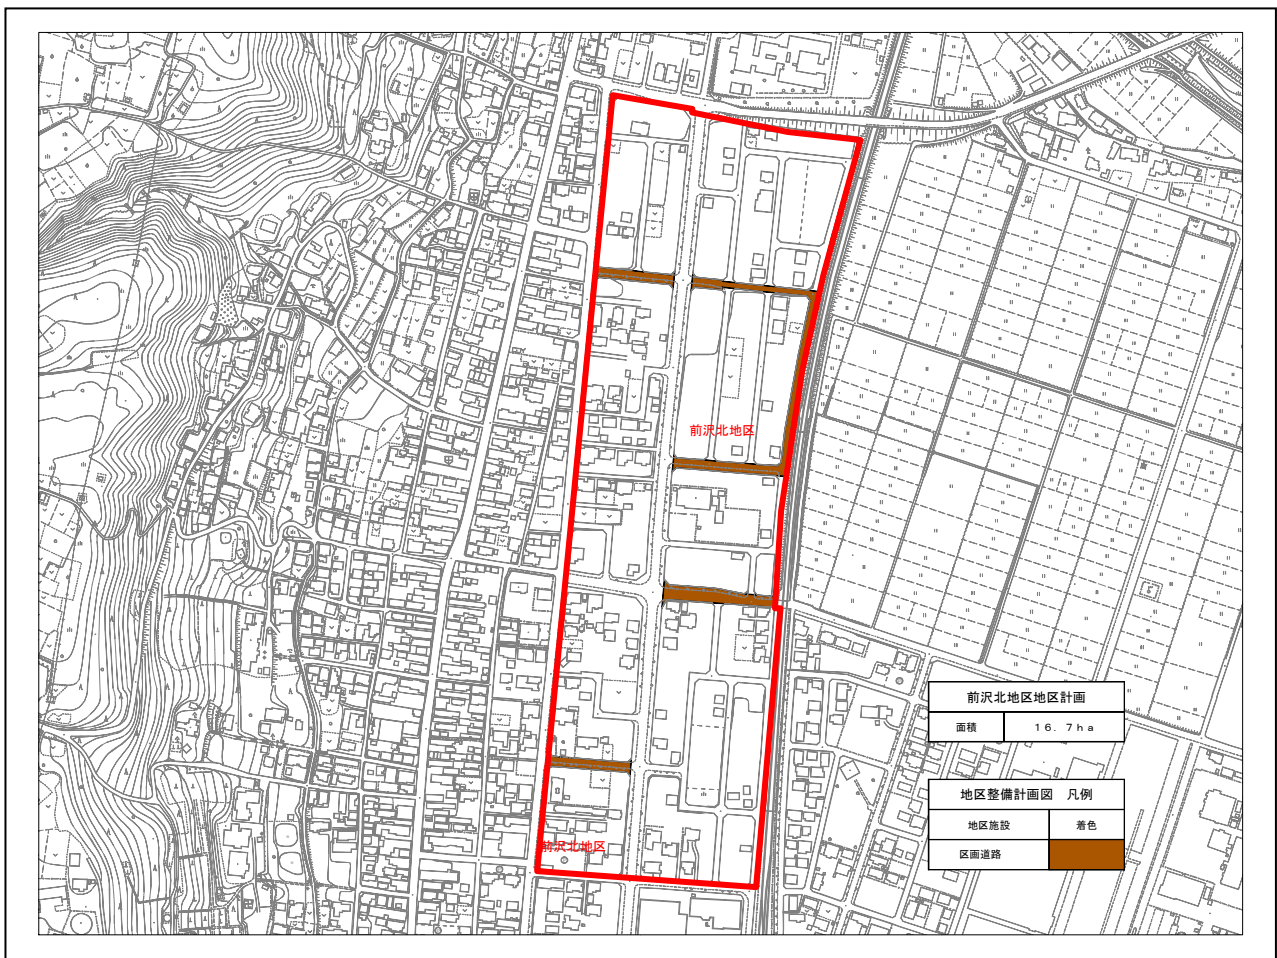 前沢北地区
前沢北地区
前沢北地区地区計画
面積 16.7ha
地区整備計画図 凡例
地区施設 着色
区画道路